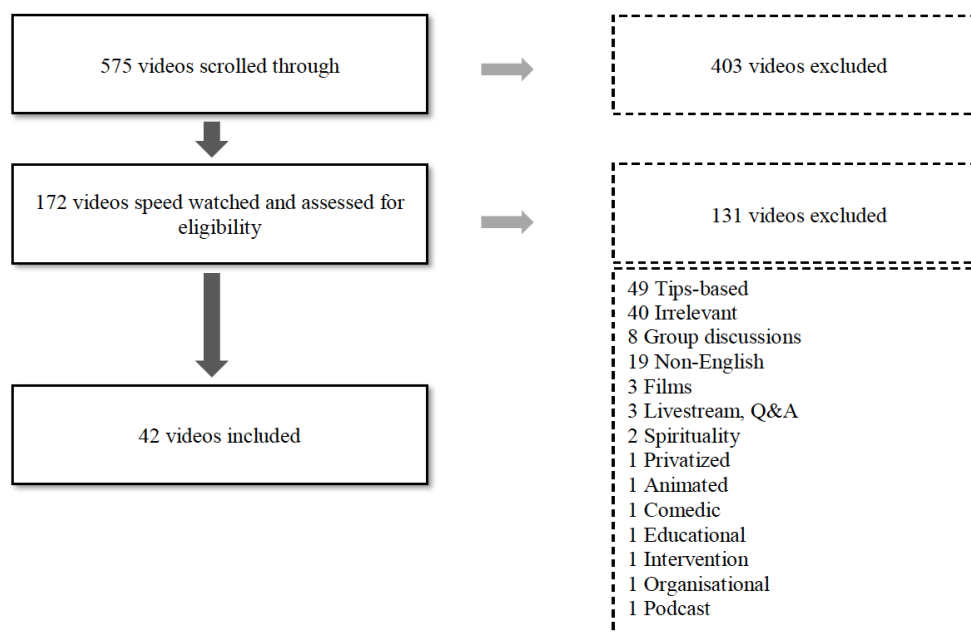 575 videos scrolled through
403 videos excluded
172 videos speed watched and assessed for
eligibility
131 videos excluded
49 Tips-based
40 Irrelevant
8 Group discussions
19 Non-English
3 Films
3 Livestream, Q&A
2 Spirituality
1 Privatized
1 Animated
1 Comedic
1 Educational
1 Intervention
1 Organisational
1 Podcast
42 videos included